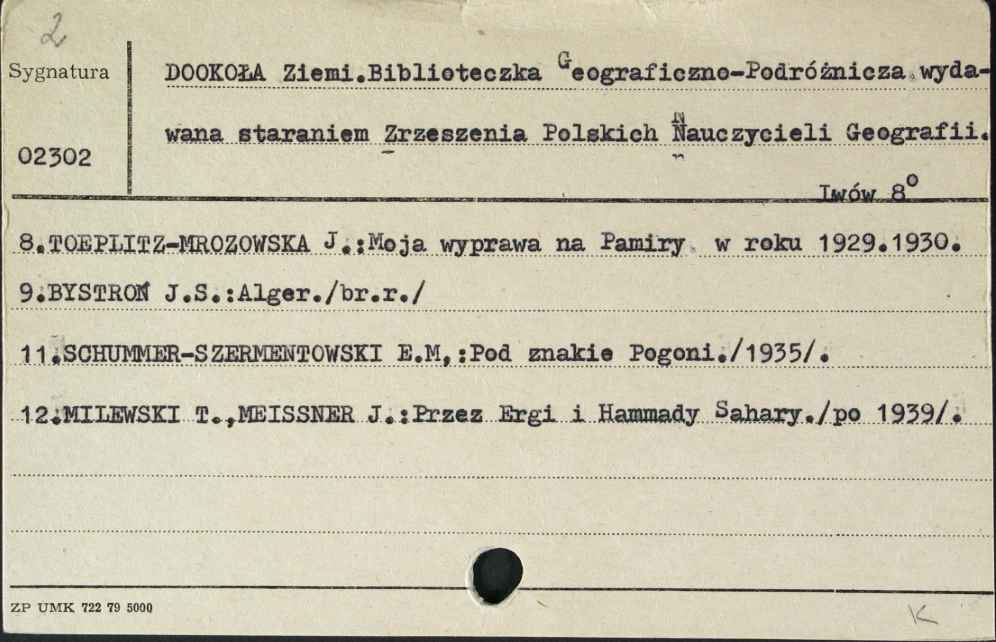 2
Sygnatura
DOOKOŁA Ziemi.Biblioteczka Geograficzno-Podróżnicza wyda-
wana staraniem Zrzeszenia Polskich Nauczycieli Geografii.
02302
Lwów 8°
8.TOEPLITZ-MROZOWSKA J.:Moja wyprawa na Pamiry w roku 1929.1930.
9.BYSTROŃ J.S.:Alger./br.r./
11.SCHUMMER-SZERMENTOWSKI E.M,:Pod znakie Pogoni./1935/.
12.MILEWSKI T.,MEISSNER J.:Przez Ergi i Hammady Sahary./po 1939/.
ZP UMK 722 79 5000
K